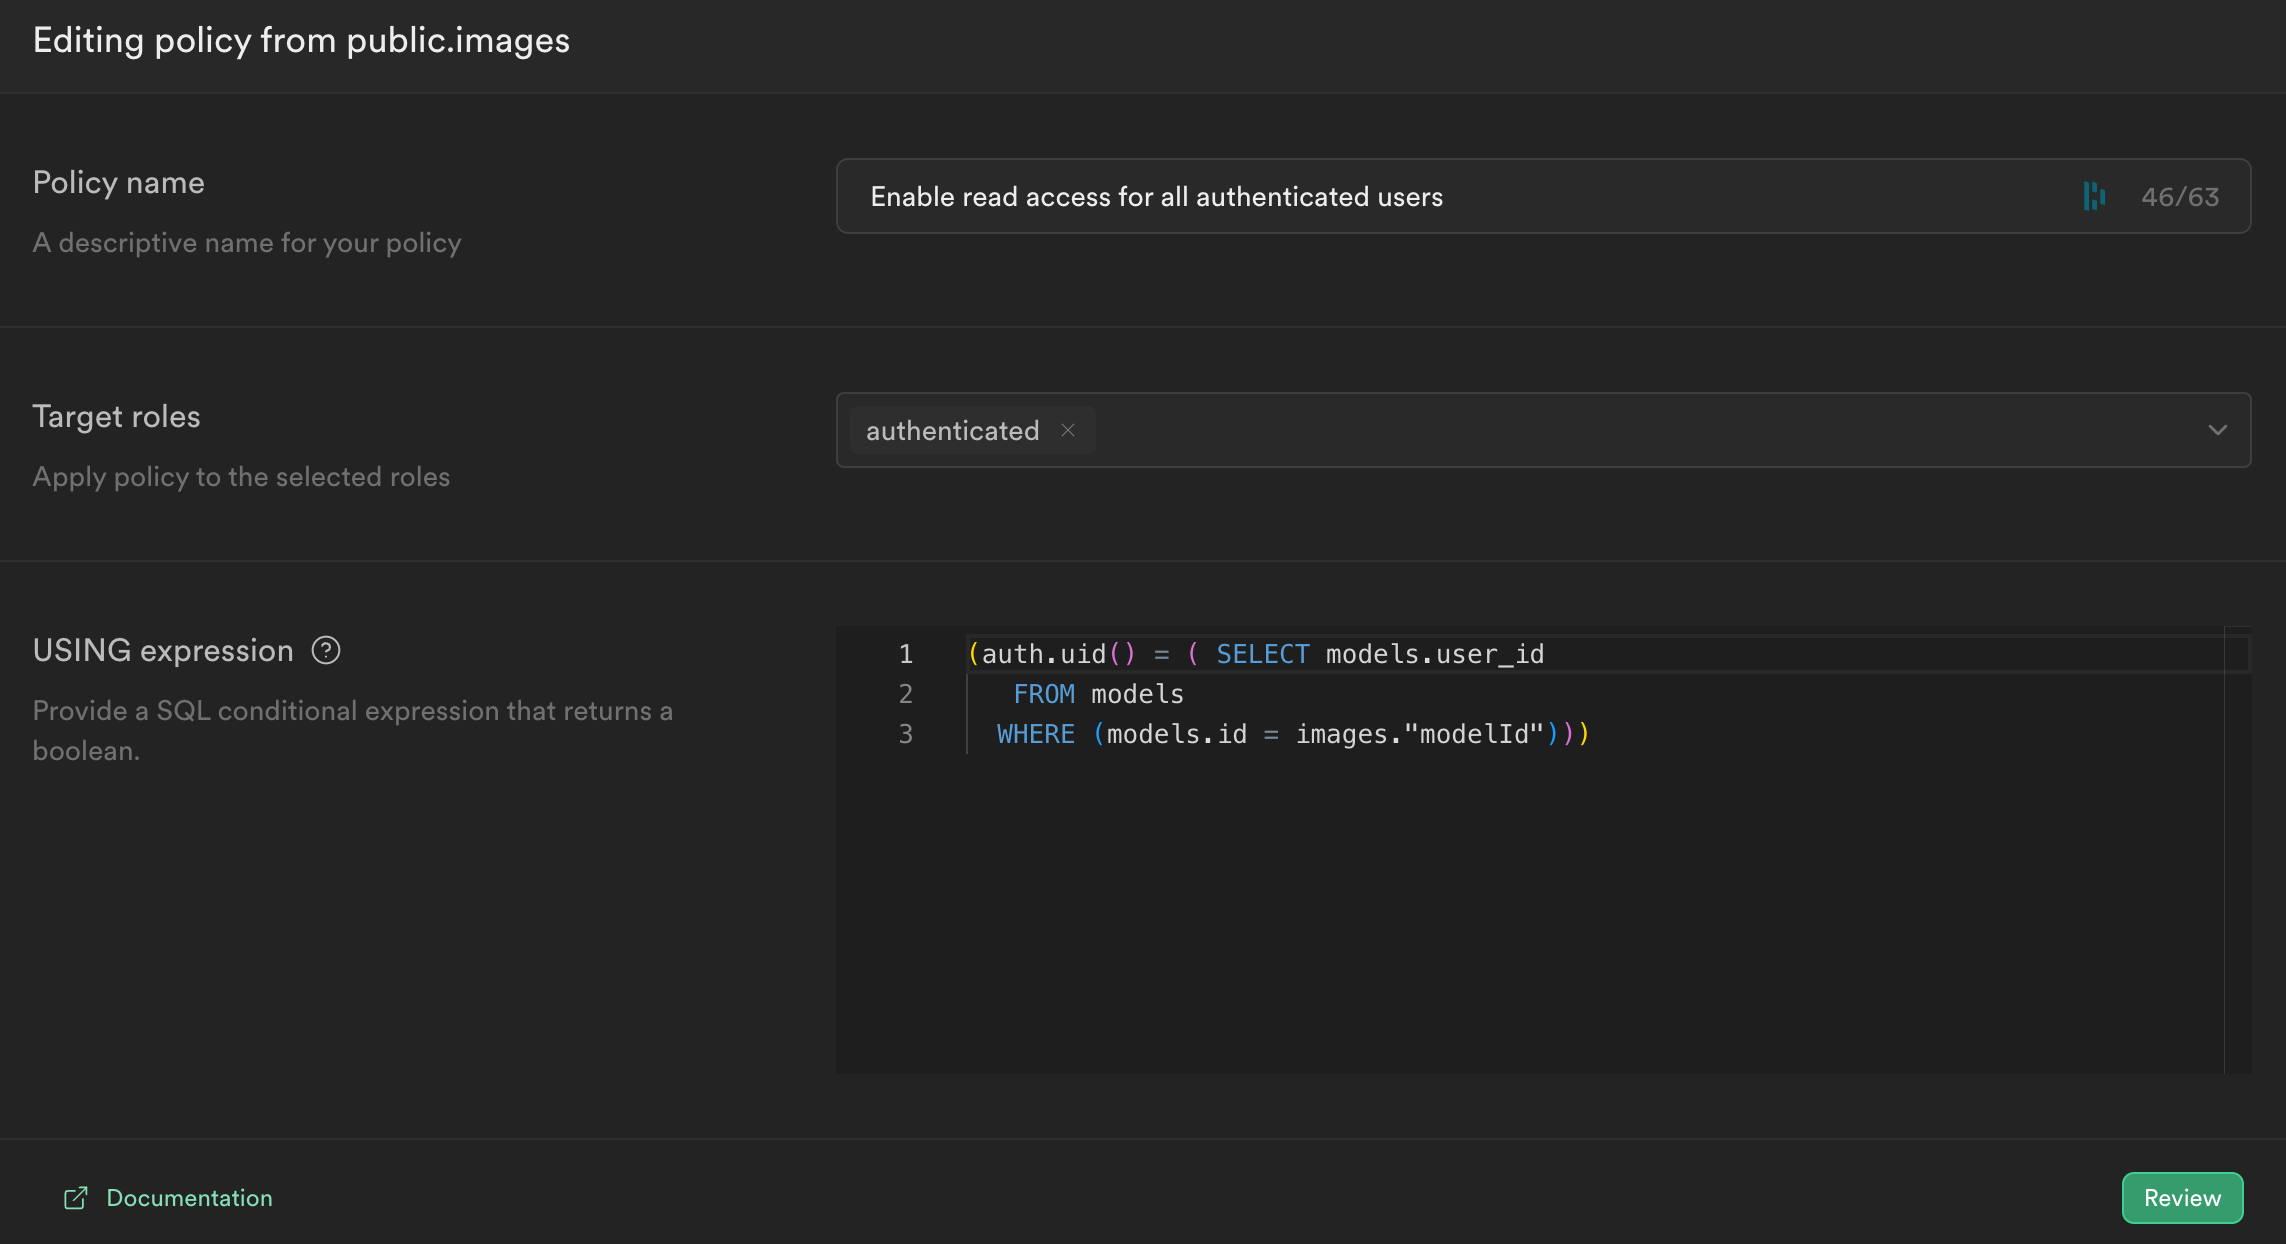 Editing policy from public.images
Policy name
A descriptive name for your policy
Enable read access for all authenticated users
46/63
Target roles
Apply policy to the selected roles
authenticated
USING expression
Provide a SQL conditional expression that returns a
boolean.
1 (auth.uid() = ( SELECT models.user_id
2    FROM models
3   WHERE (models.id = images."modelId")))
Documentation
Review